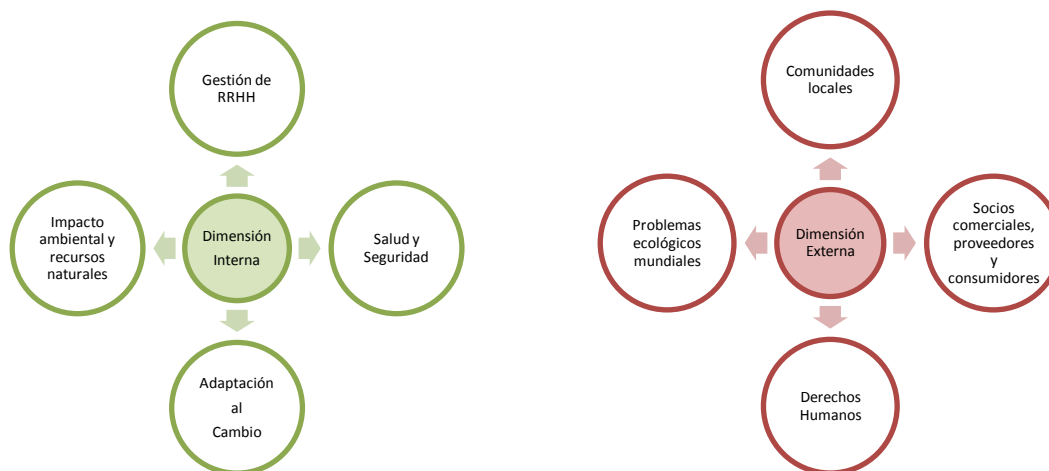 Gestión de
RRHH
Impacto
ambiental y
recursos
naturales
Dimensión
Interna
Salud y
Seguridad
Adaptación
al
Cambio
Comunidades
locales
Problemas
ecológicos
mundiales
Dimensión
Externa
Socios
comerciales,
proveedores
y
consumidores
Derechos
Humanos